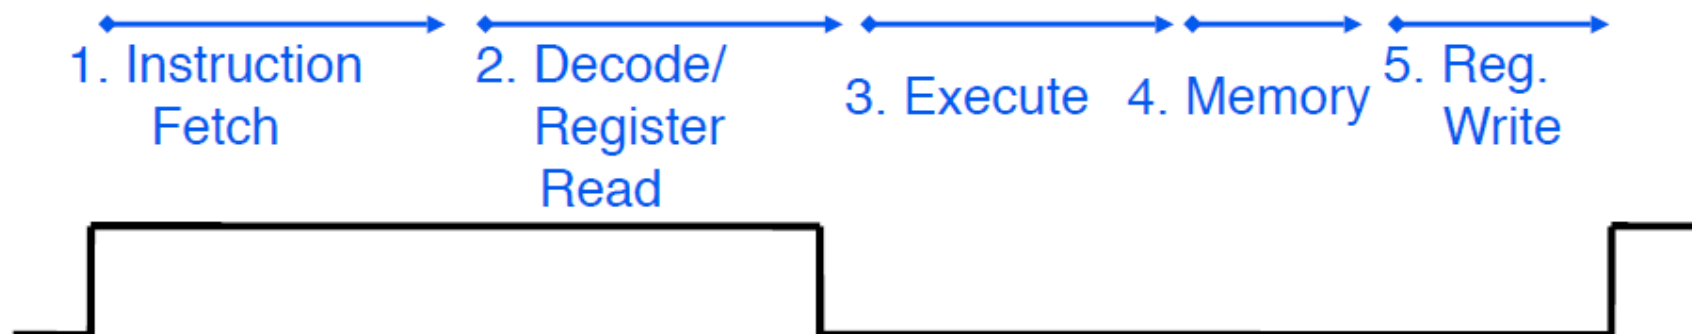 1. Instruction
Fetch
2. Decode/
Register
Read
3. Execute
4. Memory
5. Reg.
Write